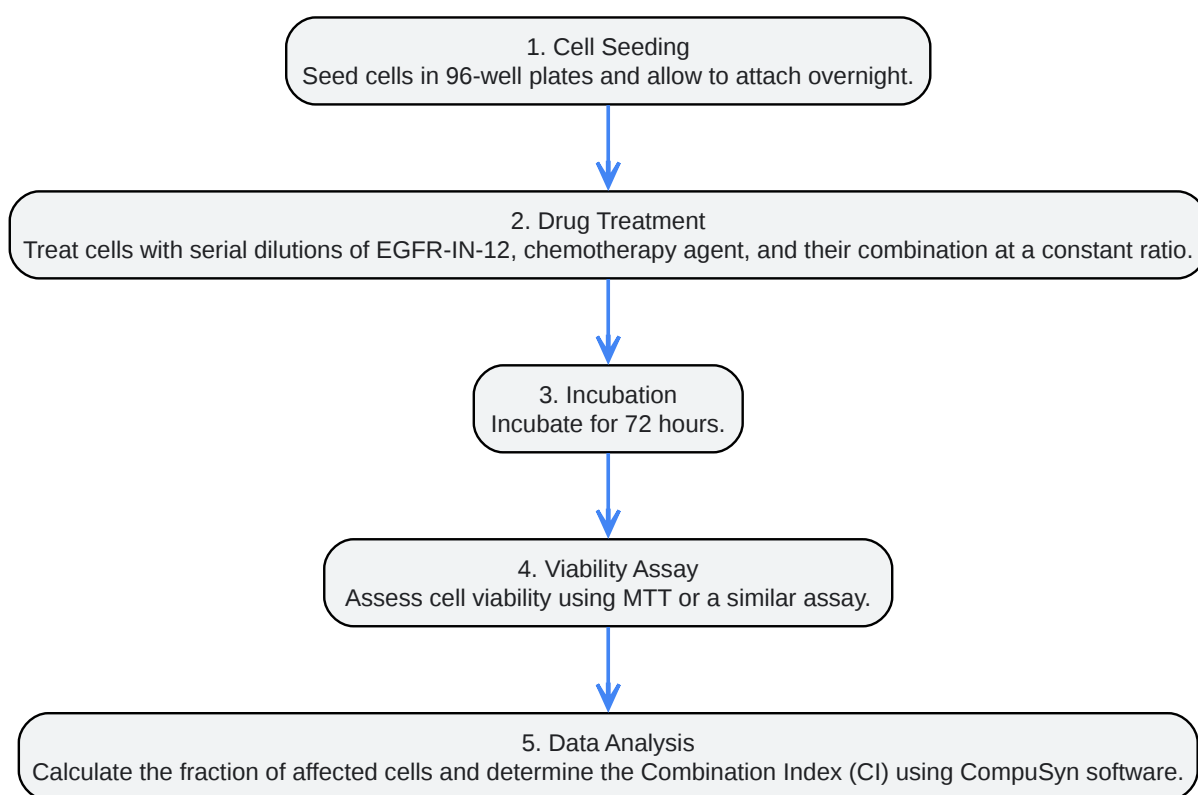 1. Cell Seeding
Seed cells in 96-well plates and allow to attach overnight.
2. Drug Treatment
Treat cells with serial dilutions of EGFR-IN-12, chemotherapy agent, and their combination at a constant ratio.
3. Incubation
Incubate for 72 hours.
4. Viability Assay
Assess cell viability using MTT or a similar assay.
5. Data Analysis
Calculate the fraction of affected cells and determine the Combination Index (CI) using CompuSyn software.